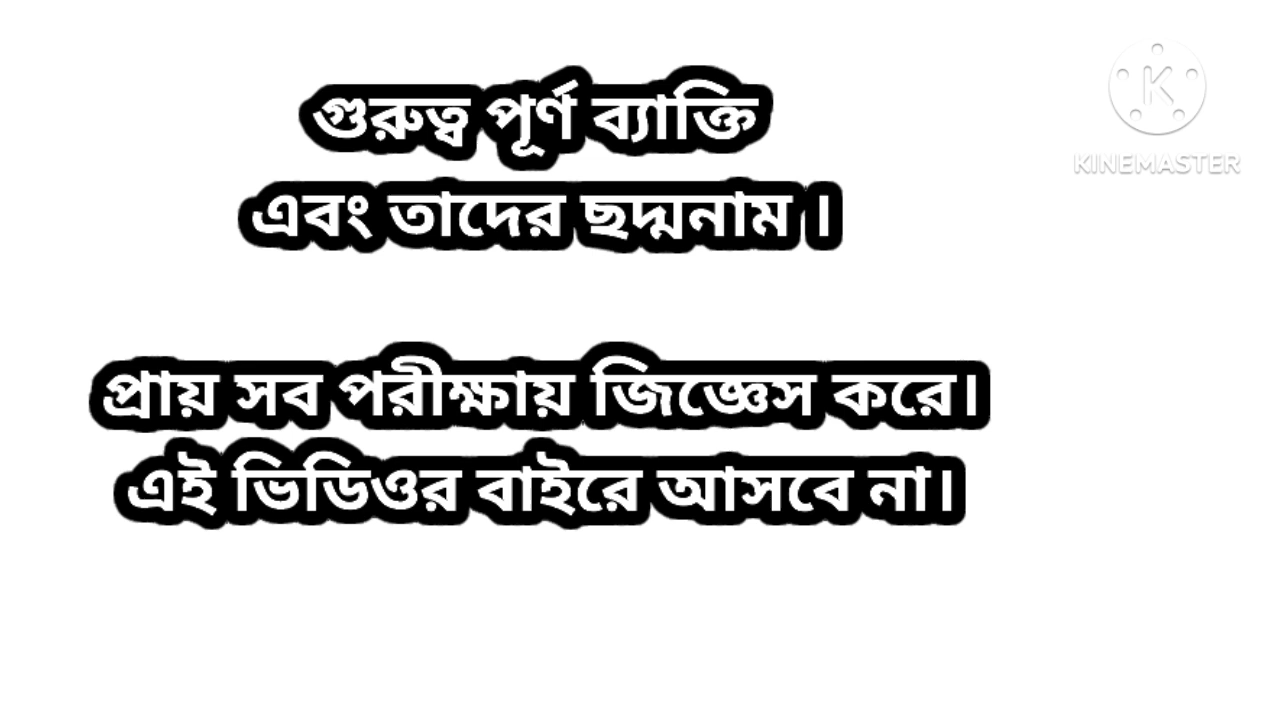 গুরুত্ব পূর্ণ ব্যাক্তি
এবং তাদের ছদ্মনাম ।
প্রায় সব পরীক্ষায় জিজ্ঞেস করে।
এই ভিডিওর বাইরে আসবে না।
K
KINEMASTER